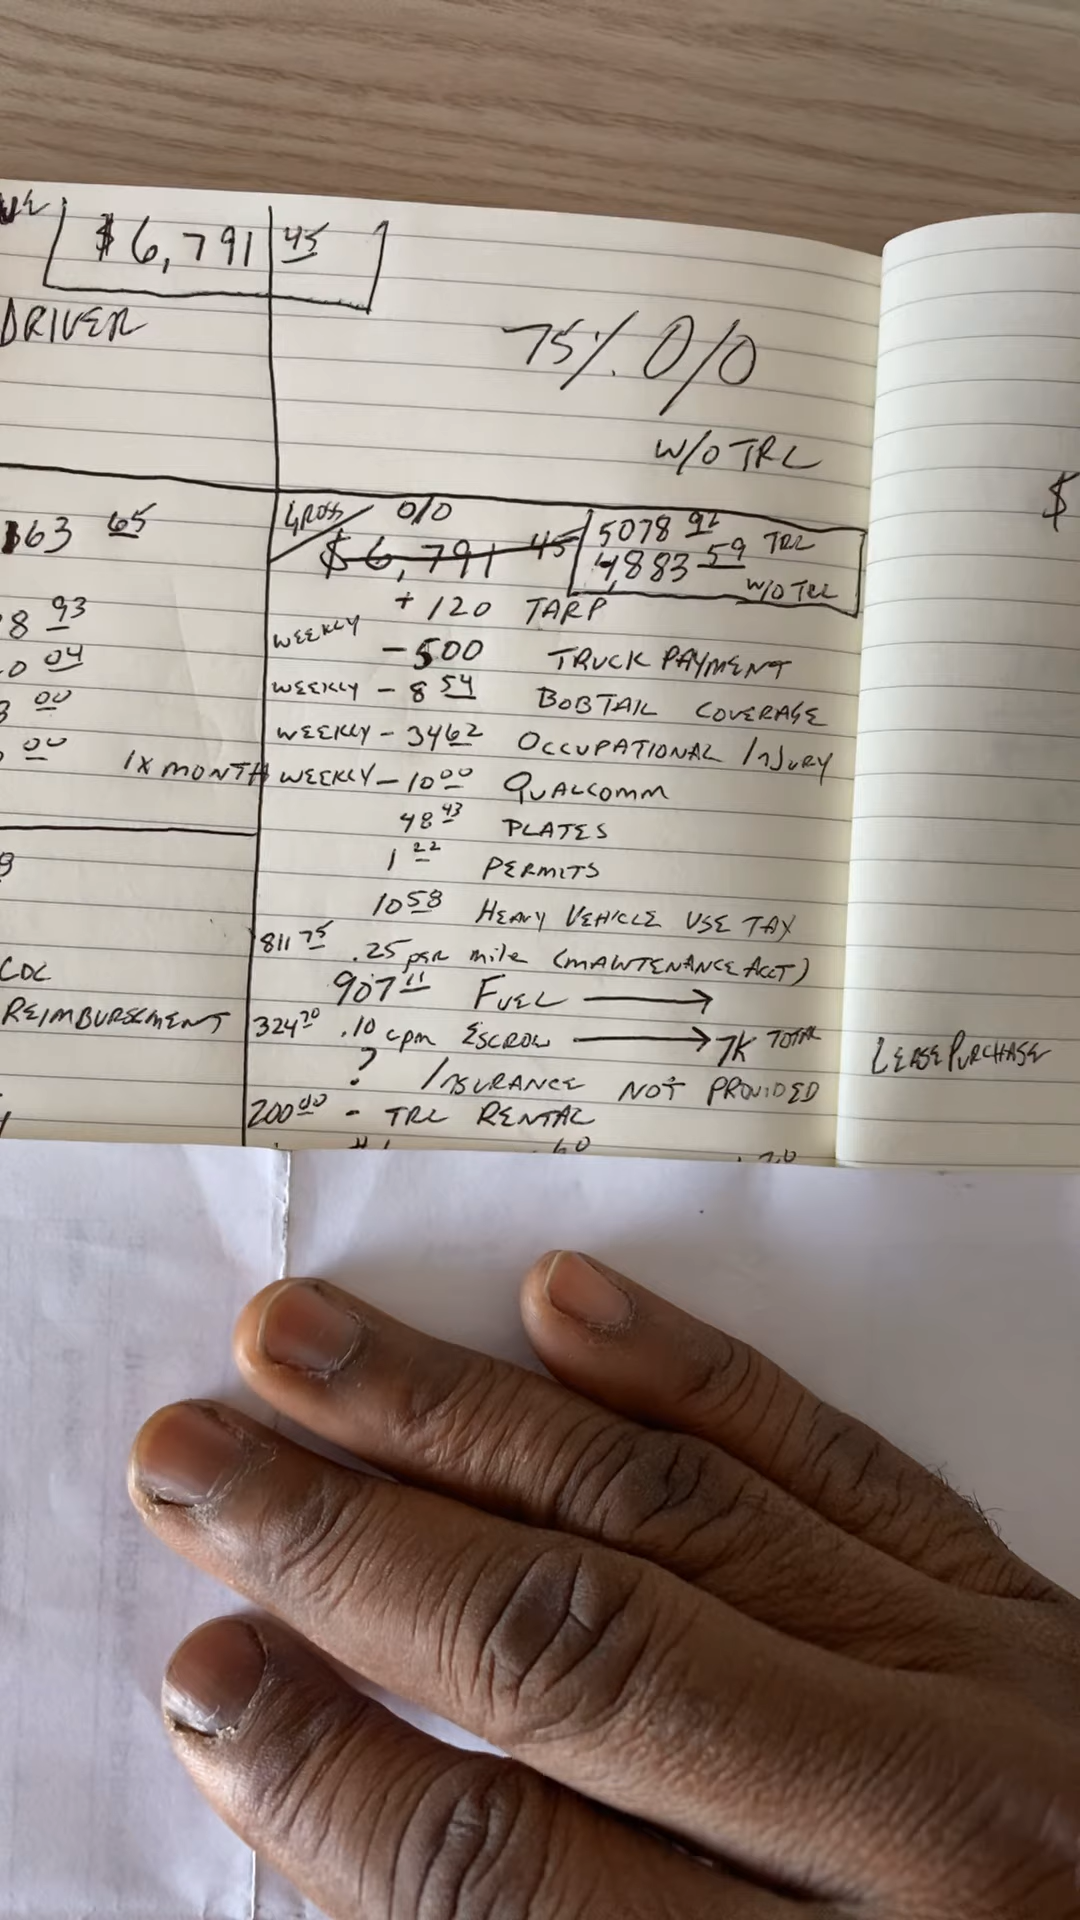 $6,791 45
DRIVER
75% O/O
W/O TRL
$
163 65
GROSS O/O
$6,791 45
5078 92 TRL
4,883 59 W/O TRL
+ 120 TARP
8 93
WEEKLY - 500 TRUCK PAYMENT
0 04
WEEKLY - 8 54 BOBTAIL COVERAGE
00
WEEKLY - 34 62 OCCUPATIONAL / INJURY
00 1X MONTH
WEEKLY - 10 00 QUALCOMM
48 43 PLATES
1 22 PERMITS
10 58 HEAVY VEHICLE USE TAX
811 75 .25 per mile (MAINTENANCE ACCT)
907 11 FUEL →
REIMBURSEMENT
324 70 .10 cpm ESCROW → 7K TOTAL
LEASE PURCHASE
? INSURANCE NOT PROVIDED
200 00 - TRL RENTAL